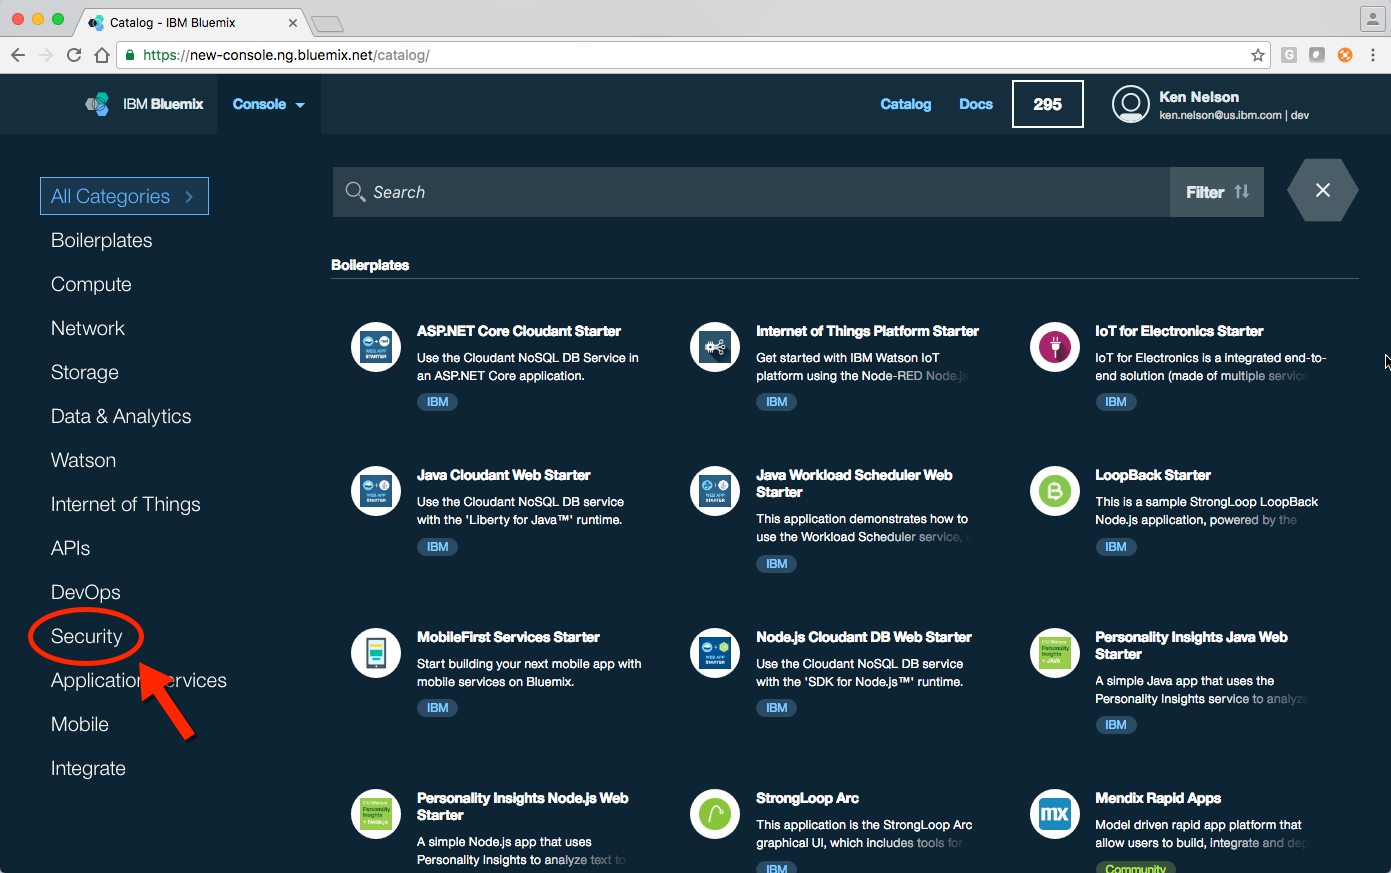 Catalog - IBM Bluemix
https://new-console.ng.bluemix.net/catalog/
IBM Bluemix
Console
Catalog
Docs
295
Ken Nelson
ken.nelson@us.ibm.com | dev
All Categories
Boilerplates
Compute
Network
Storage
Data & Analytics
Watson
Internet of Things
APIs
DevOps
Security
Application Services
Mobile
Integrate
Search
Filter
Boilerplates
ASP.NET Core Cloudant Starter
Use the Cloudant NoSQL DB Service in
an ASP.NET Core application.
IBM
Internet of Things Platform Starter
Get started with IBM Watson IoT
platform using the Node-RED Node.js
IBM
IoT for Electronics Starter
IoT for Electronics is a integrated end-to-
end solution (made of multiple service
IBM
Java Cloudant Web Starter
Use the Cloudant NoSQL DB service
with the 'Liberty for Java™' runtime.
IBM
Java Workload Scheduler Web
Starter
This application demonstrates how to
use the Workload Scheduler service,
IBM
LoopBack Starter
This is a sample StrongLoop LoopBack
Node.js application, powered by the
IBM
MobileFirst Services Starter
Start building your next mobile app with
mobile services on Bluemix.
IBM
Node.js Cloudant DB Web Starter
Use the Cloudant NoSQL DB service
with the 'SDK for Node.js™' runtime.
IBM
Personality Insights Java Web
Starter
A simple Java app that uses the
Personality Insights service to analyze
IBM
Personality Insights Node.js Web
Starter
A simple Node.js app that uses
Personality Insights to analyze text to
StrongLoop Arc
This application is the StrongLoop Arc
graphical UI, which includes tools for
IBM
mx
Mendix Rapid Apps
Model driven rapid app platform that
allow users to build, integrate and
Community